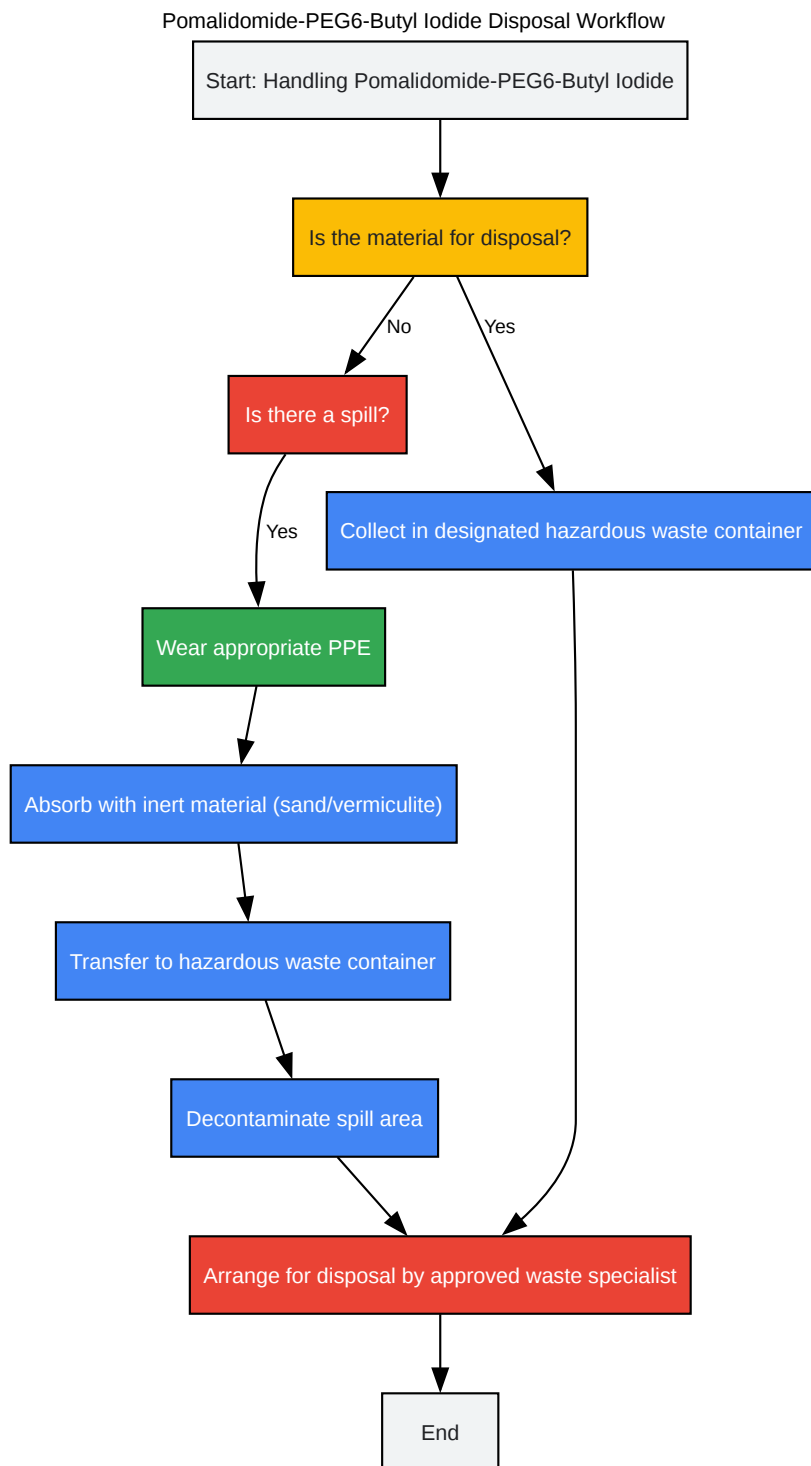 Pomalidomide-PEG6-Butyl Iodide Disposal Workflow
Start: Handling Pomalidomide-PEG6-Butyl Iodide
Is the material for disposal?
No
Yes
Is there a spill?
Collect in designated hazardous waste container
Yes
Wear appropriate PPE
Absorb with inert material (sand/vermiculite)
Transfer to hazardous waste container
Decontaminate spill area
Arrange for disposal by approved waste specialist
End